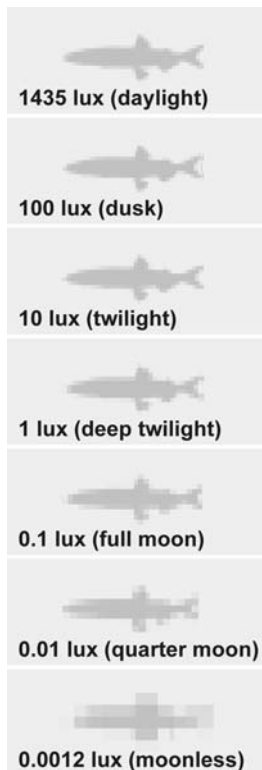 1435 lux (daylight)
100 lux (dusk)
10 lux (twilight)
1 lux (deep twilight)
0.1 lux (full moon)
0.01 lux (quarter moon)
0.0012 lux (moonless)